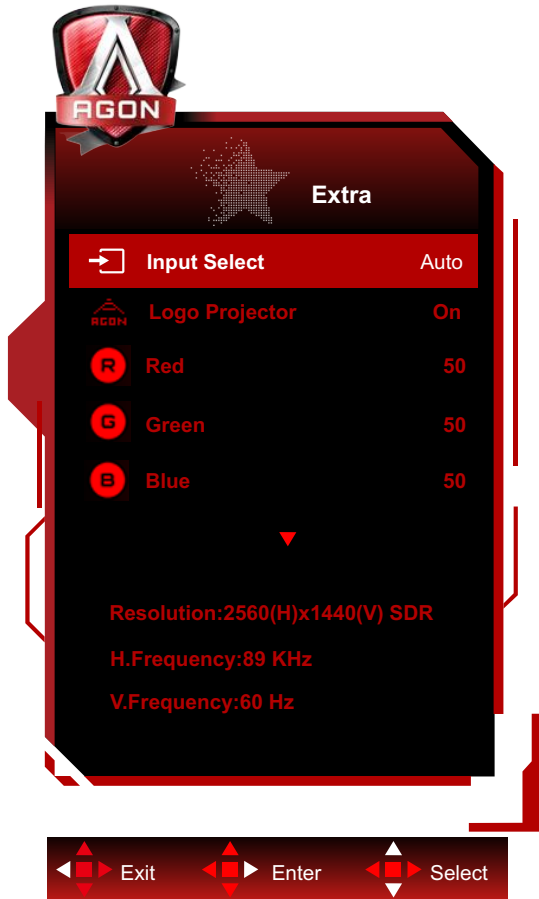 AGON
Extra
Input Select Auto
AGON Logo Projector On
R Red 50
G Green 50
B Blue 50
Resolution:2560(H)x1440(V) SDR
H.Frequency:89 KHz
V.Frequency:60 Hz
Exit Enter Select